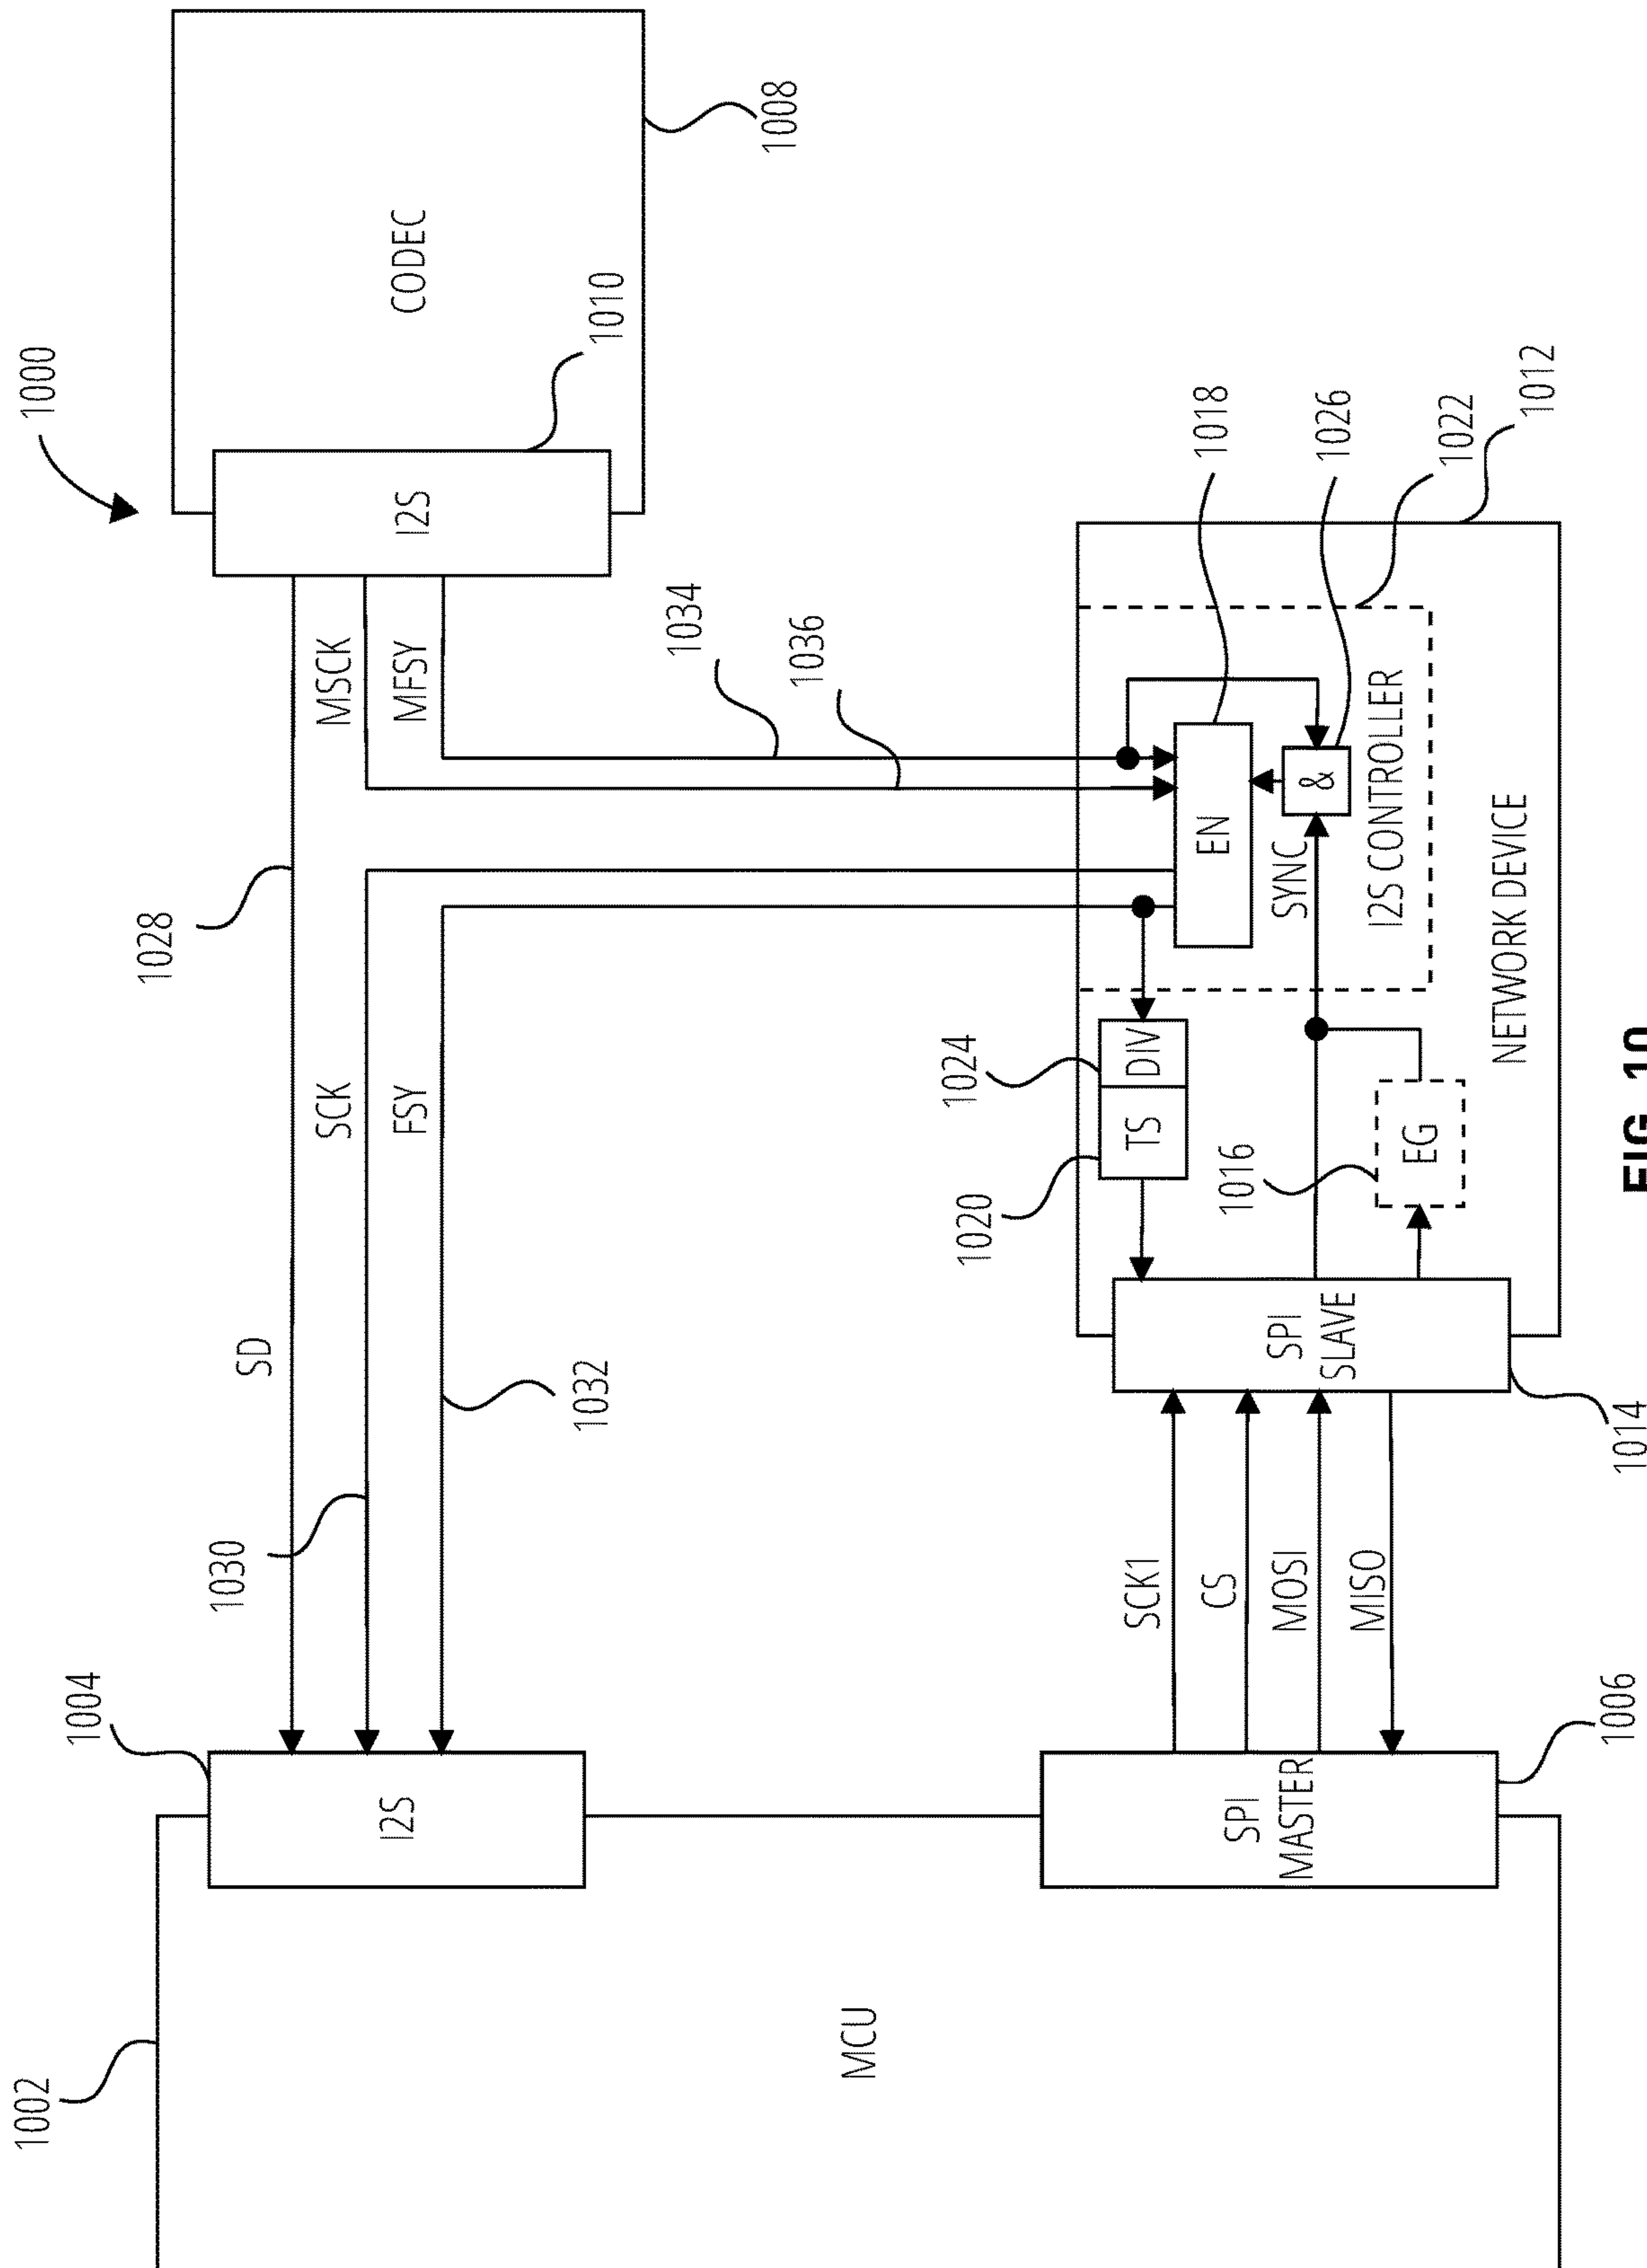 1000
CODEC
1008
I2S
1010
MSCK
MFSY
1034
1036
1028
SD
SCK
FSY
1030
1032
1004
I2S
1002
MCU
SPI
MASTER
1006
SCK1
CS
MOSI
MISO
SPI
SLAVE
1014
1020
TS
1024
DIV
1016
EG
EN
1018
&
1026
SYNC
I2S CONTROLLER
1022
NETWORK DEVICE
1012
FIG. 10